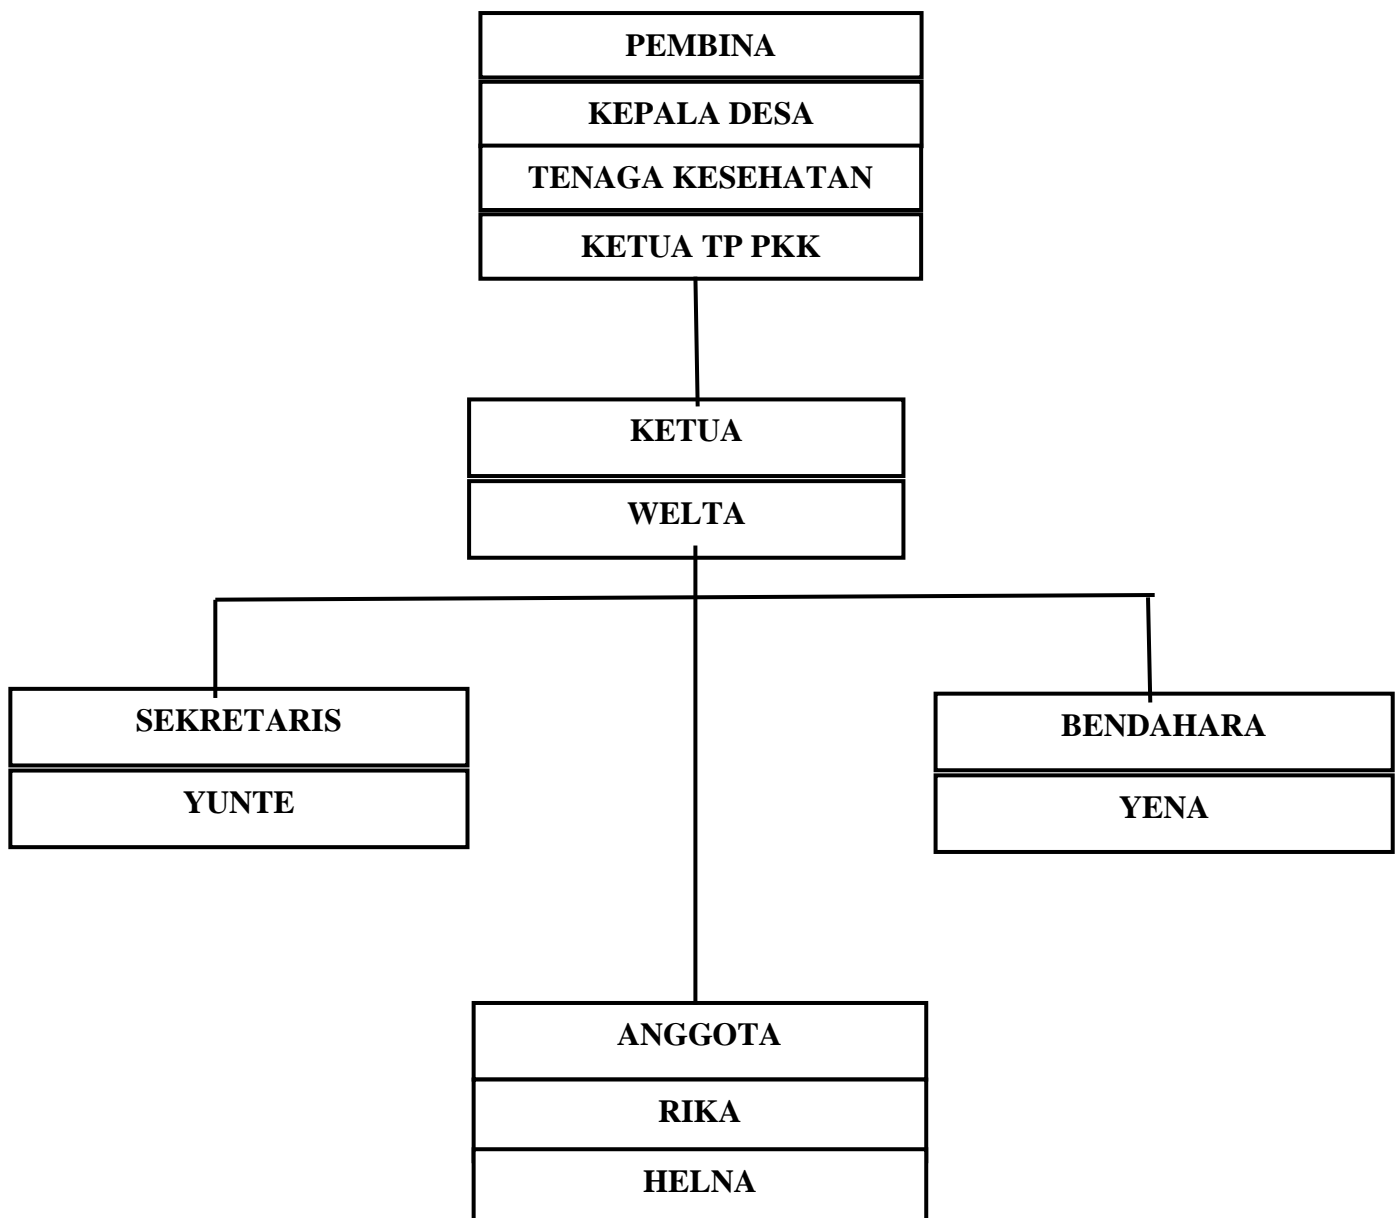 PEMBINA
KEPALA DESA
TENAGA KESEHATAN
KETUA TP PKK
KETUA
WELTA
SEKRETARIS
YUNTE
BENDAHARA
YENA
ANGGOTA
RIKA
HELNA